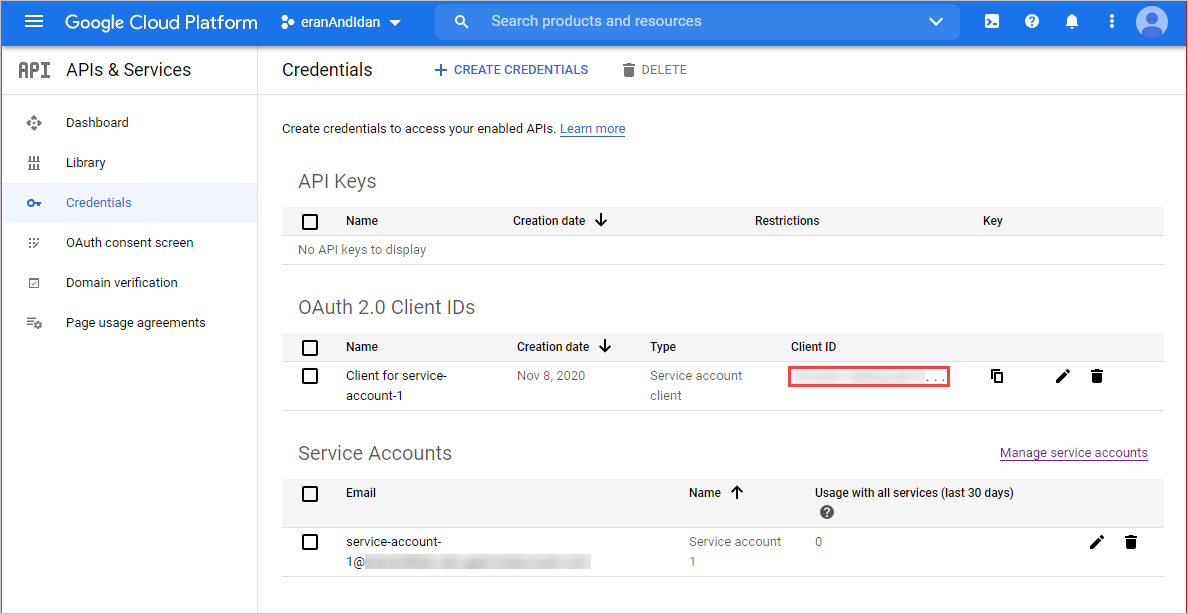 Google Cloud Platform eranAndIdan Search products and resources
API APIs & Services Credentials CREATE CREDENTIALS DELETE
Dashboard
Library
Credentials
OAuth consent screen
Domain verification
Page usage agreements
Create credentials to access your enabled APIs. Learn more
API Keys
Name Creation date Restrictions Key
No API keys to display
OAuth 2.0 Client IDs
Name Creation date Type Client ID
Client for service- Nov 8, 2020 Service account ...
account-1 client
Service Accounts Manage service accounts
Email Name Usage with all services (last 30 days)
service-account- Service account 0
1@ 1